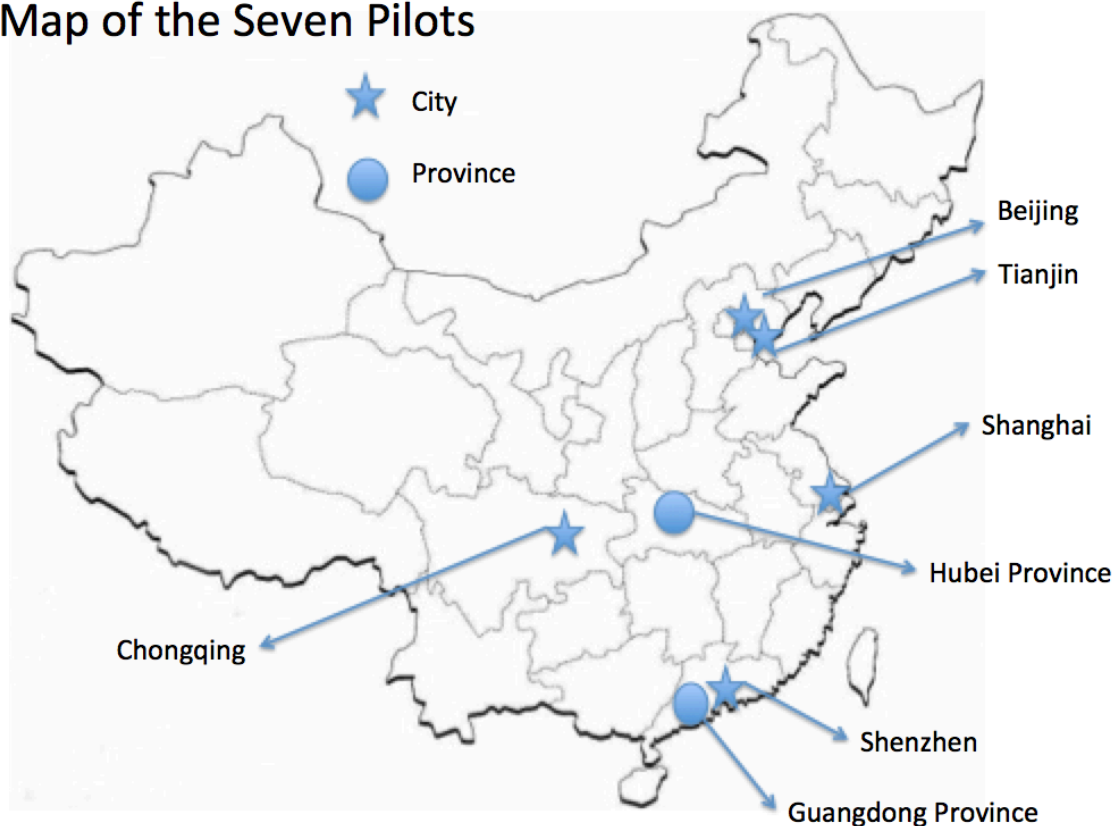 Map of the Seven Pilots
City
Province
Beijing
Tianjin
Shanghai
Hubei Province
Chongqing
Shenzhen
Guangdong Province